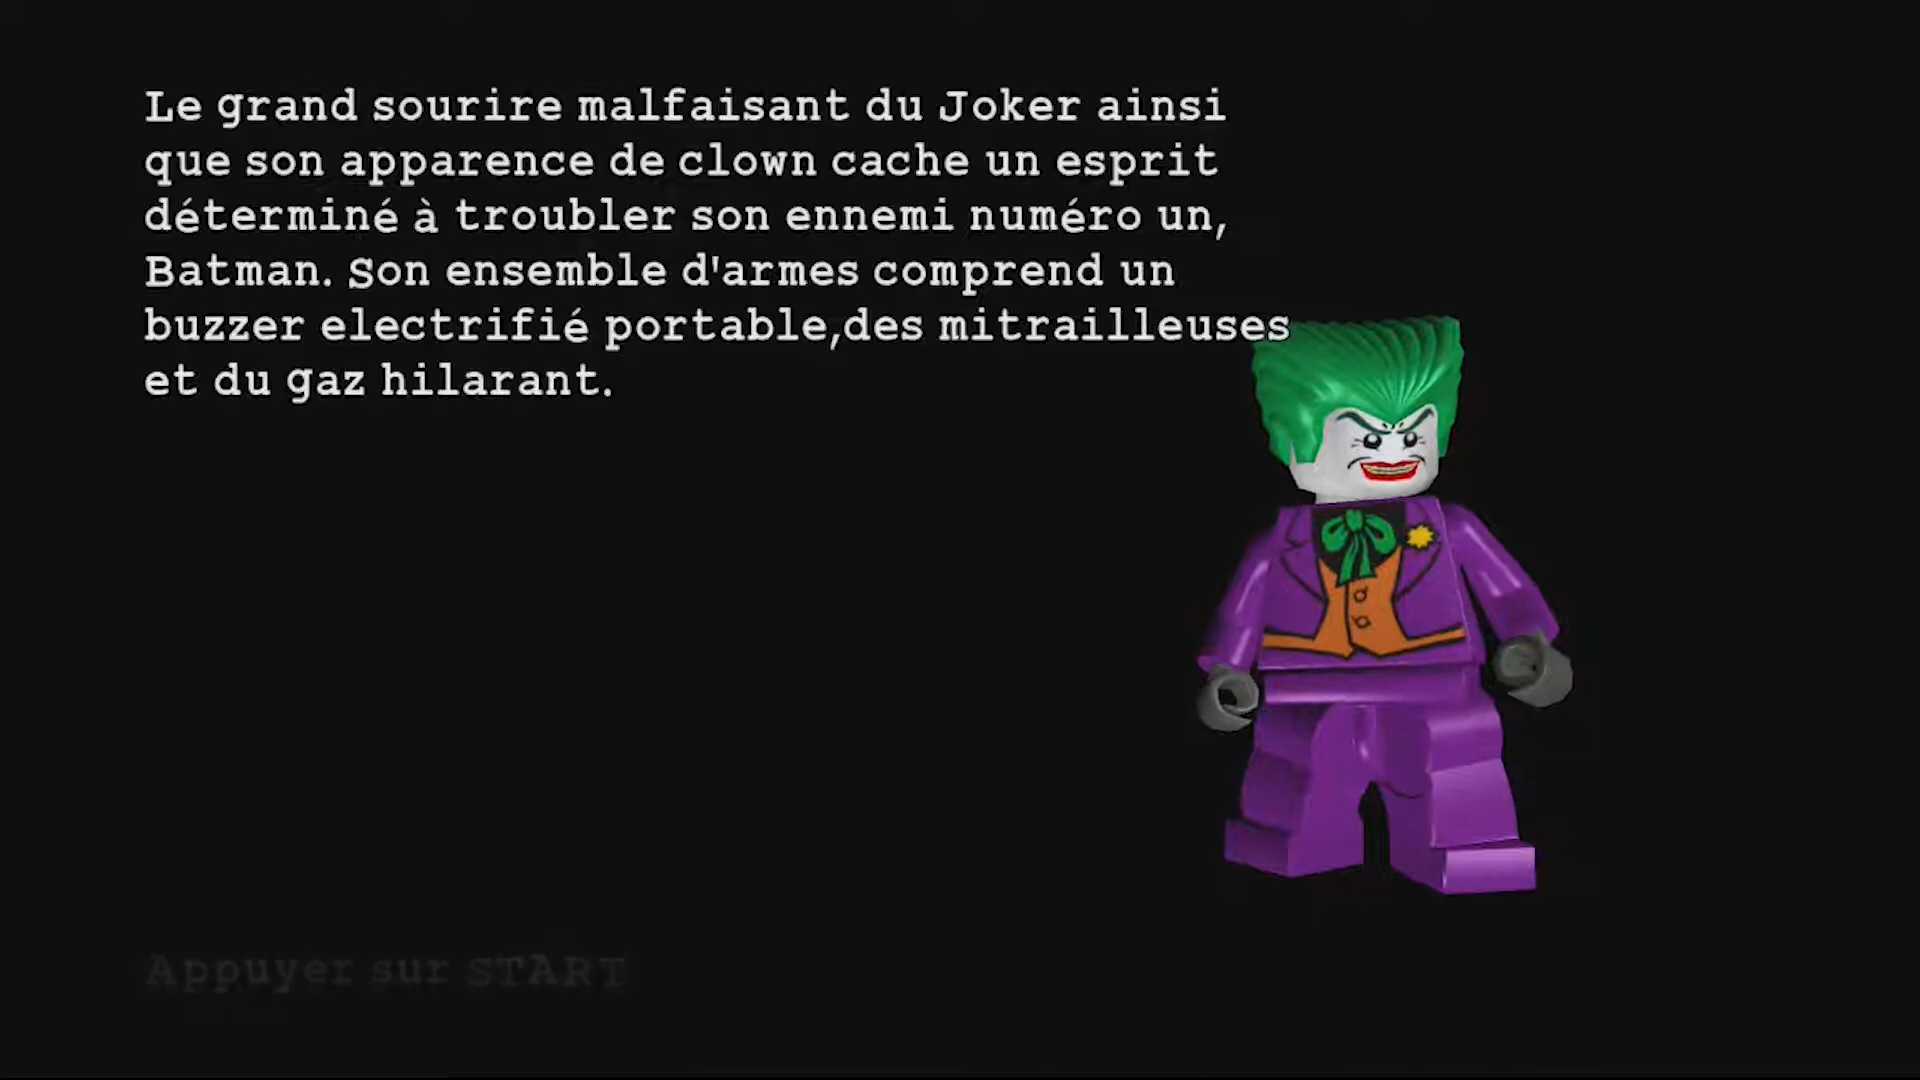 Le grand sourire malfaisant du Joker ainsi
que son apparence de clown cache un esprit
déterminé à troubler son ennemi numéro un,
Batman. Son ensemble d'armes comprend un
buzzer electrifié portable,des mitrailleuses
et du gaz hilarant.
Appuyer sur START